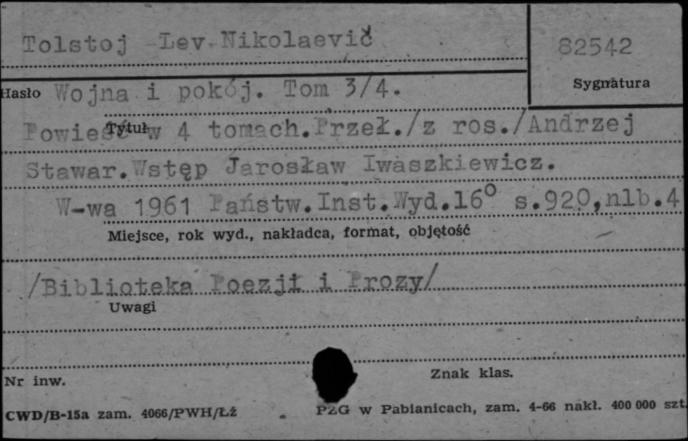 Tolstoj Lev Nikolaevič
82542
Hasło
Sygnatura
Wojna i pokój. Tom 3/4.
Tytuł
Powieść w 4 tomach. Przeł./z ros./Andrzej
Stawar. Wstęp Jarosław Iwaszkiewicz.
W-wa 1961 Państw.Inst.Wyd.16° s.920,nlb.4
Miejsce, rok wyd., nakładca, format, objętość
/Biblioteka Poezji i Prozy/
Uwagi
Nr inw.
Znak klas.
CWD/B-15a zam. 4066/PWH/Łż
PZG w Pabianicach, zam. 4-66 nakł. 400 000 szt.